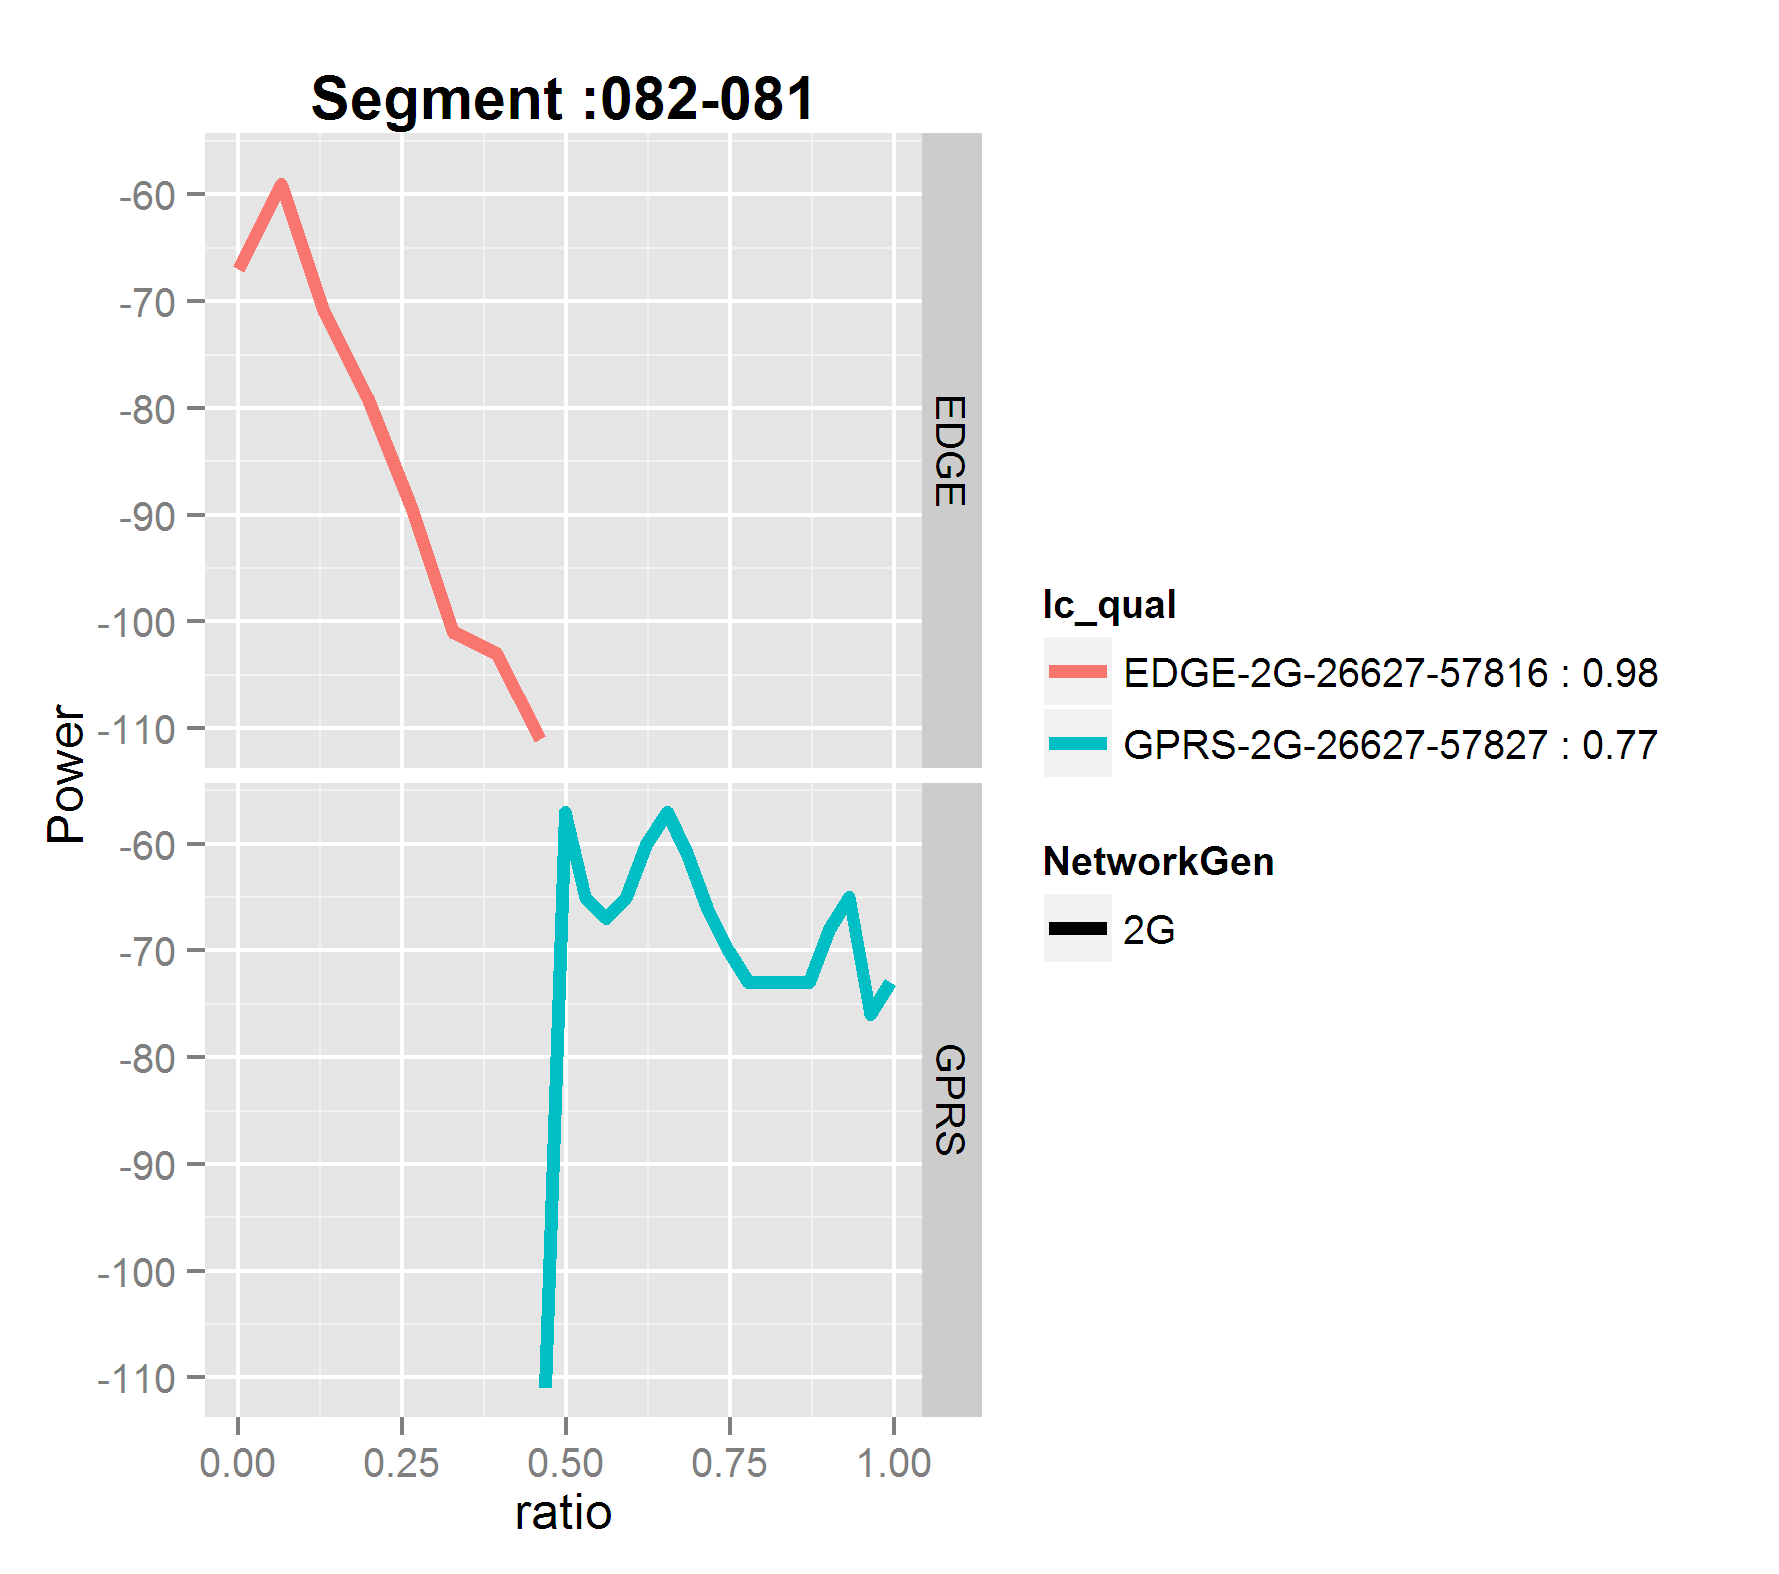 Segment :082-081
Power
-60
-70
-80
-90
-100
-110
EDGE
-60
-70
-80
-90
-100
-110
GPRS
0.00 0.25 0.50 0.75 1.00
ratio
lc_qual
EDGE-2G-26627-57816 : 0.98
GPRS-2G-26627-57827 : 0.77
NetworkGen
2G